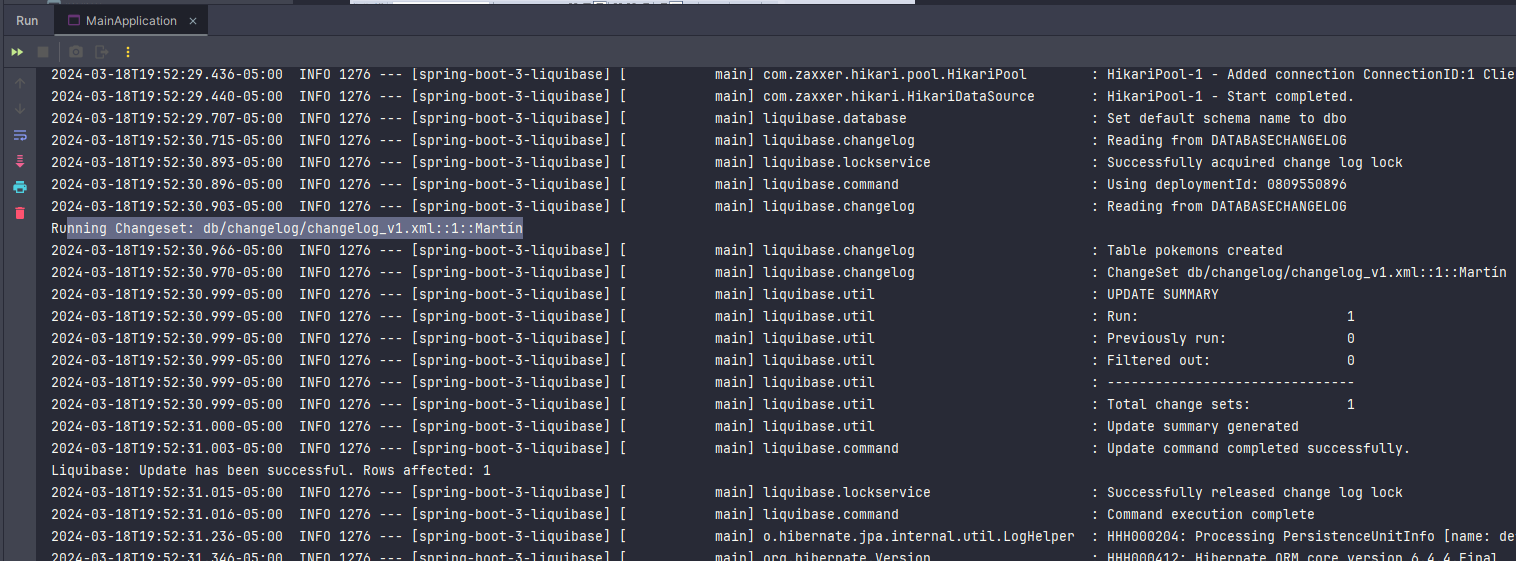 Run MainApplication
2024-03-18T19:52:29.436-05:00  INFO 1276 --- [spring-boot-3-liquibase] [           main] com.zaxxer.hikari.pool.HikariPool        : HikariPool-1 - Added connection ConnectionID:1 Clie
2024-03-18T19:52:29.440-05:00  INFO 1276 --- [spring-boot-3-liquibase] [           main] com.zaxxer.hikari.HikariDataSource       : HikariPool-1 - Start completed.
2024-03-18T19:52:29.707-05:00  INFO 1276 --- [spring-boot-3-liquibase] [           main] liquibase.database                       : Set default schema name to dbo
2024-03-18T19:52:30.715-05:00  INFO 1276 --- [spring-boot-3-liquibase] [           main] liquibase.changelog                      : Reading from DATABASECHANGELOG
2024-03-18T19:52:30.893-05:00  INFO 1276 --- [spring-boot-3-liquibase] [           main] liquibase.lockservice                    : Successfully acquired change log lock
2024-03-18T19:52:30.896-05:00  INFO 1276 --- [spring-boot-3-liquibase] [           main] liquibase.command                        : Using deploymentId: 0809550896
2024-03-18T19:52:30.903-05:00  INFO 1276 --- [spring-boot-3-liquibase] [           main] liquibase.changelog                      : Reading from DATABASECHANGELOG
Running Changeset: db/changelog/changelog_v1.xml::1::Martín
2024-03-18T19:52:30.966-05:00  INFO 1276 --- [spring-boot-3-liquibase] [           main] liquibase.changelog                      : Table pokemons created
2024-03-18T19:52:30.970-05:00  INFO 1276 --- [spring-boot-3-liquibase] [           main] liquibase.changelog                      : ChangeSet db/changelog/changelog_v1.xml::1::Martín
2024-03-18T19:52:30.999-05:00  INFO 1276 --- [spring-boot-3-liquibase] [           main] liquibase.util                           : UPDATE SUMMARY
2024-03-18T19:52:30.999-05:00  INFO 1276 --- [spring-boot-3-liquibase] [           main] liquibase.util                           : Run:                          1
2024-03-18T19:52:30.999-05:00  INFO 1276 --- [spring-boot-3-liquibase] [           main] liquibase.util                           : Previously run:               0
2024-03-18T19:52:30.999-05:00  INFO 1276 --- [spring-boot-3-liquibase] [           main] liquibase.util                           : Filtered out:                 0
2024-03-18T19:52:30.999-05:00  INFO 1276 --- [spring-boot-3-liquibase] [           main] liquibase.util                           : -------------------------------
2024-03-18T19:52:30.999-05:00  INFO 1276 --- [spring-boot-3-liquibase] [           main] liquibase.util                           : Total change sets:            1
2024-03-18T19:52:31.000-05:00  INFO 1276 --- [spring-boot-3-liquibase] [           main] liquibase.util                           : Update summary generated
2024-03-18T19:52:31.003-05:00  INFO 1276 --- [spring-boot-3-liquibase] [           main] liquibase.command                        : Update command completed successfully.
Liquibase: Update has been successful. Rows affected: 1
2024-03-18T19:52:31.015-05:00  INFO 1276 --- [spring-boot-3-liquibase] [           main] liquibase.lockservice                    : Successfully released change log lock
2024-03-18T19:52:31.016-05:00  INFO 1276 --- [spring-boot-3-liquibase] [           main] liquibase.command                        : Command execution complete
2024-03-18T19:52:31.236-05:00  INFO 1276 --- [spring-boot-3-liquibase] [           main] o.hibernate.jpa.internal.util.LogHelper  : HHH000204: Processing PersistenceUnitInfo [name: de
2024-03-18T19:52:31.346-05:00  INFO 1276 --- [spring-boot-3-liquibase] [           main] org.hibernate.Version                    : HHH000412: Hibernate ORM core version 6.4.4.Final